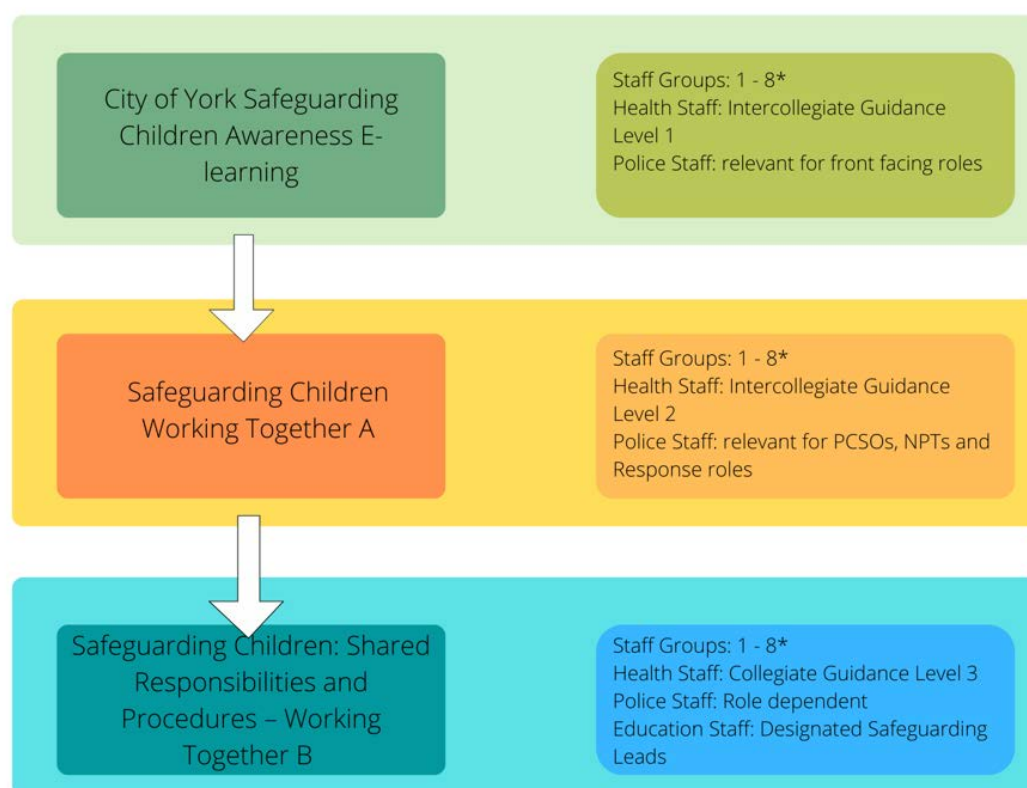 City of York Safeguarding
Children Awareness E-
learning
Staff Groups: 1 - 8*
Health Staff: Intercollegiate Guidance
Level 1
Police Staff: relevant for front facing roles
Safeguarding Children
Working Together A
Staff Groups: 1 - 8*
Health Staff: Intercollegiate Guidance
Level 2
Police Staff: relevant for PCSOs, NPTs and
Response roles
Safeguarding Children: Shared
Responsibilities and
Procedures – Working
Together B
Staff Groups: 1 - 8*
Health Staff: Collegiate Guidance Level 3
Police Staff: Role dependent
Education Staff: Designated Safeguarding
Leads